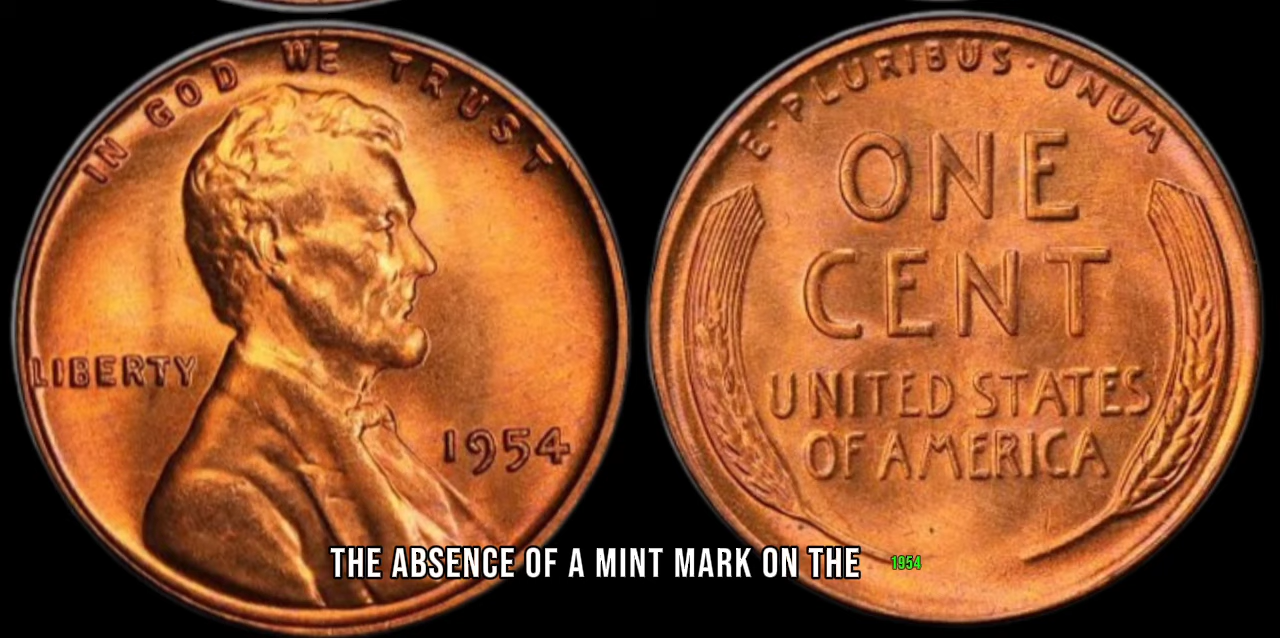 IN GOD WE TRUST
LIBERTY
1954
E·PLURIBUS·UNUM
ONE
CENT
UNITED STATES
OF AMERICA
THE ABSENCE OF A MINT MARK ON THE 1954